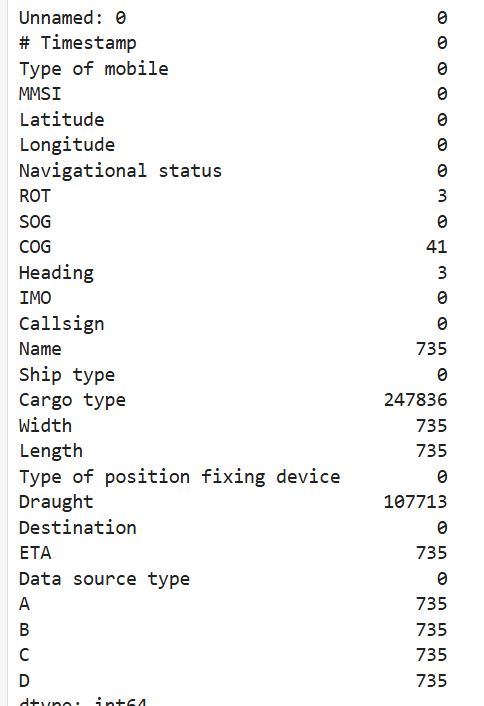 Unnamed: 0 0
# Timestamp 0
Type of mobile 0
MMSI 0
Latitude 0
Longitude 0
Navigational status 0
ROT 3
SOG 0
COG 41
Heading 3
IMO 0
Callsign 0
Name 735
Ship type 0
Cargo type 247836
Width 735
Length 735
Type of position fixing device 0
Draught 107713
Destination 0
ETA 735
Data source type 0
A 735
B 735
C 735
D 735
dtype: int64